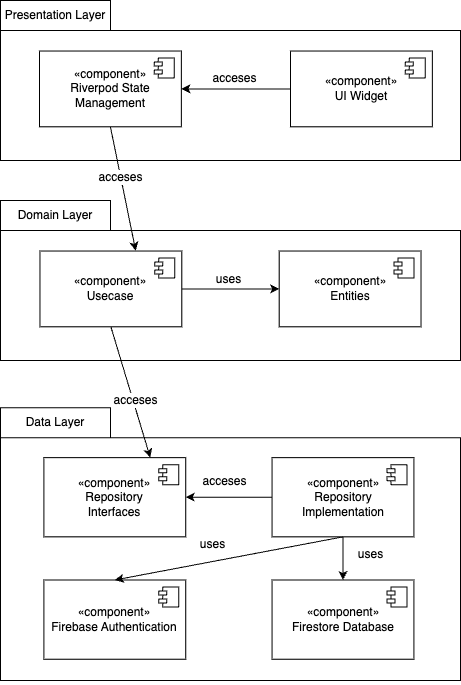 Presentation Layer
«component»
Riverpod State
Management
acceses
«component»
UI Widget
acceses
Domain Layer
«component»
Usecase
uses
«component»
Entities
acceses
Data Layer
«component»
Repository
Interfaces
acceses
«component»
Repository
Implementation
uses
uses
«component»
Firebase Authentication
«component»
Firestore Database